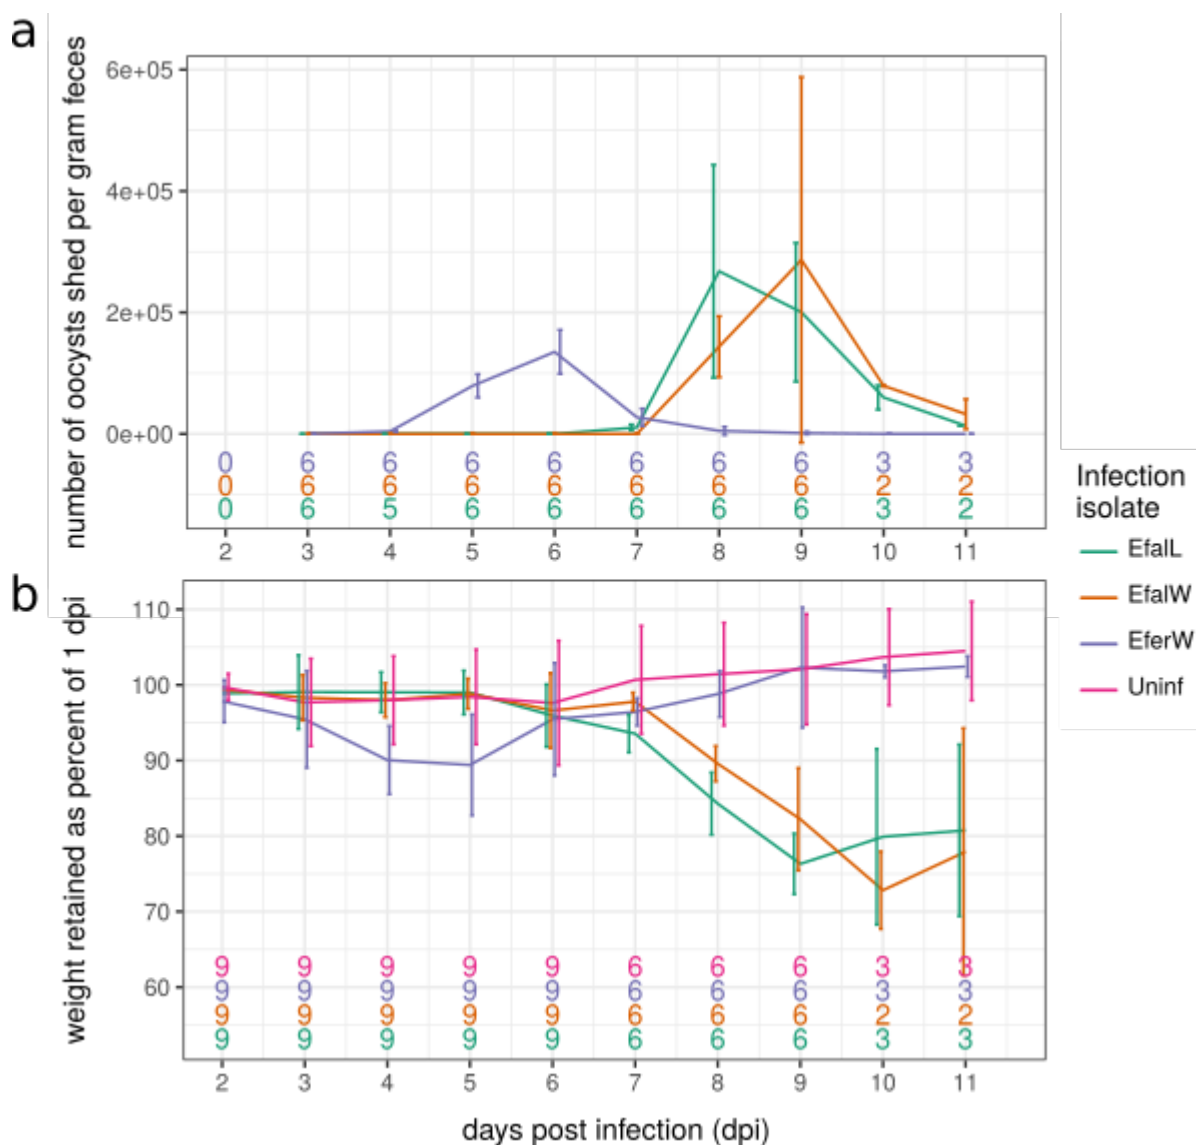 a
number of oocysts shed per gram feces
6e+05
4e+05
2e+05
0e+00
0 6 6 6 6 6 6 6 3 3
0 6 6 6 6 6 6 6 2 2
0 6 5 6 6 6 6 6 3 2
2 3 4 5 6 7 8 9 10 11
Infection
isolate
EfalL
EfalW
EferW
Uninf
b
weight retained as percent of 1 dpi
110
100
90
80
70
60
9 9 9 9 9 6 6 6 3 3
9 9 9 9 9 6 6 6 3 3
9 9 9 9 9 6 6 6 2 2
9 9 9 9 9 6 6 6 3 3
2 3 4 5 6 7 8 9 10 11
days post infection (dpi)